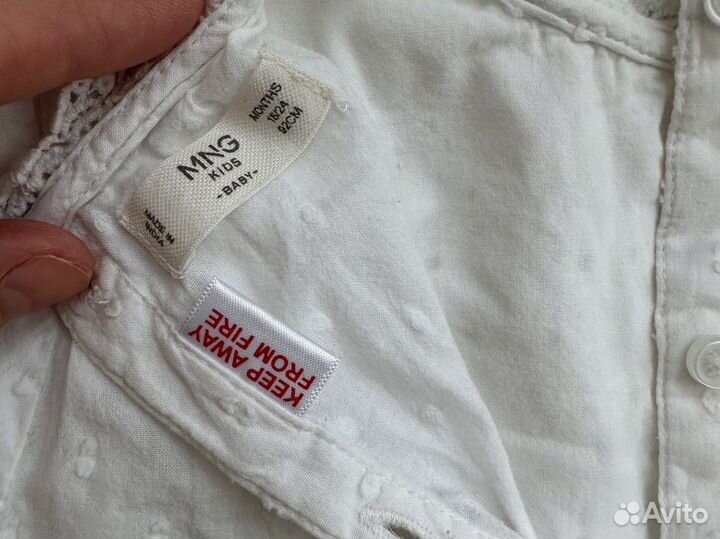 MNG
KIDS
-BABY-
MONTHS
18/24
92CM
MADE IN
INDIA
KEEP AWAY
FROM FIRE
Avito